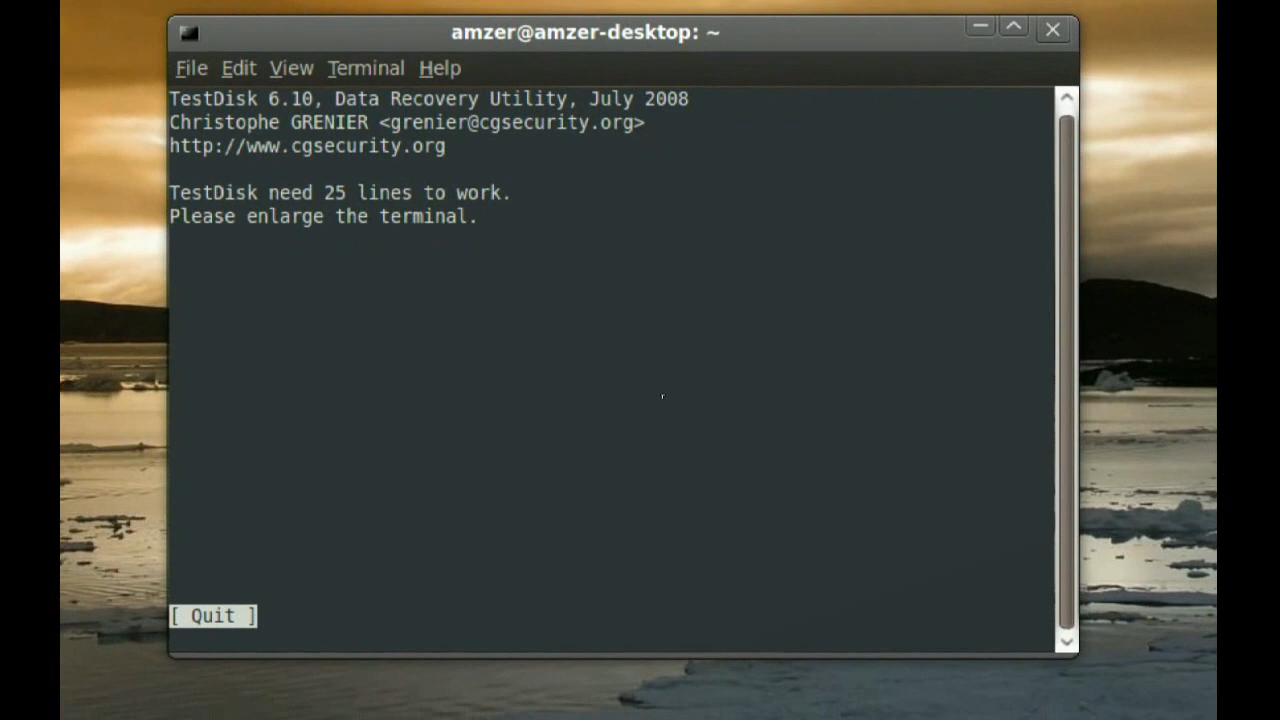 amzer@amzer-desktop: ~
File Edit View Terminal Help
TestDisk 6.10, Data Recovery Utility, July 2008
Christophe GRENIER <grenier@cgsecurity.org>
http://www.cgsecurity.org
TestDisk need 25 lines to work.
Please enlarge the terminal.
[ Quit ]